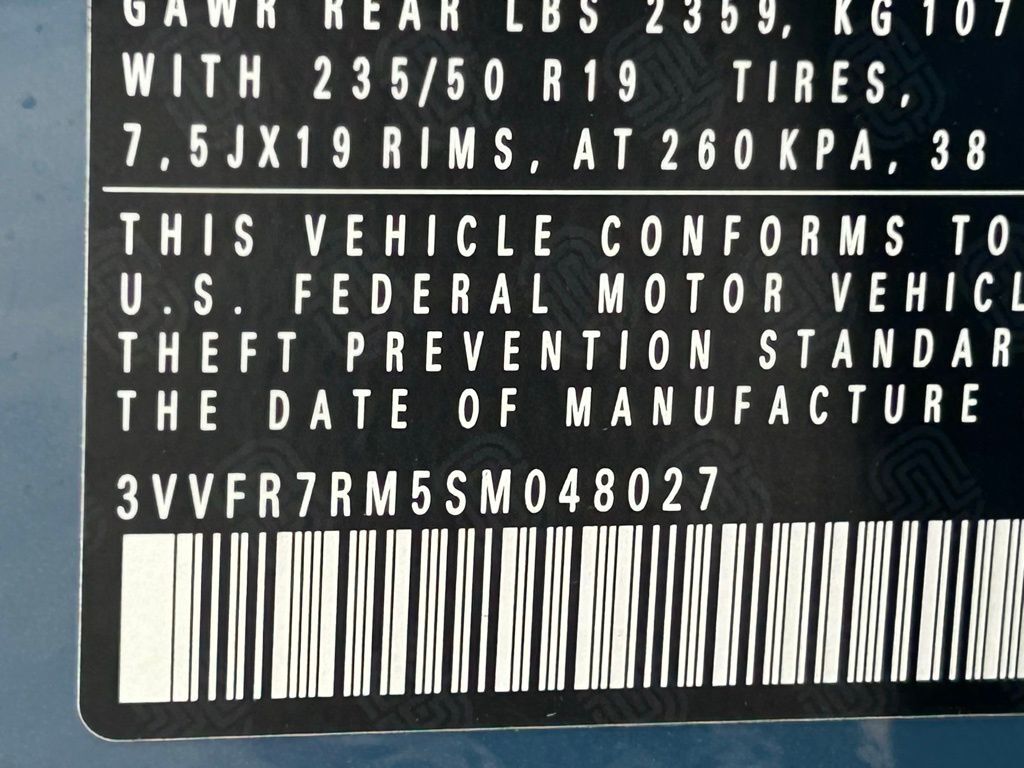 GAWR REAR LBS 2359, KG 107
WITH 235/50 R19 TIRES,
7,5JX19 RIMS, AT 260 KPA, 38
THIS VEHICLE CONFORMS TO
U.S. FEDERAL MOTOR VEHICL
THEFT PREVENTION STANDAR
THE DATE OF MANUFACTURE
3VVFR7RM5SM048027